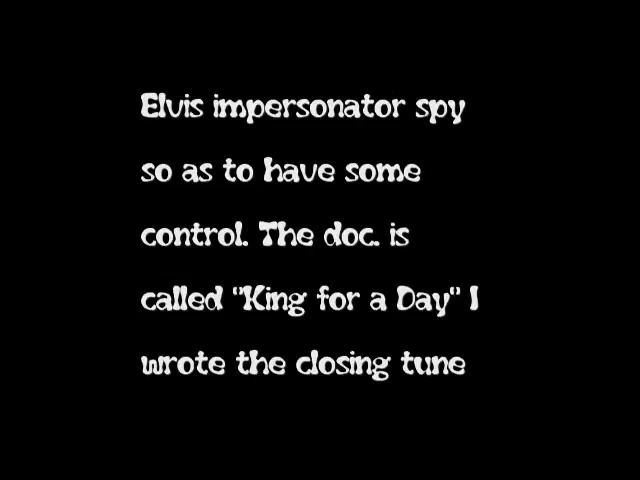 Elvis impersonator spy
so as to have some
control. The doc. is
called "King for a Day" I
wrote the closing tune